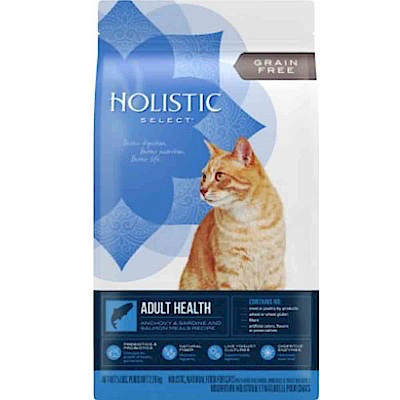 GRAIN
FREE
HOLISTIC
SELECT®
Better digestion.
Better nutrition.
Better life.
ADULT HEALTH
ANCHOVY & SARDINE AND
SALMON MEALS RECIPE
CONTAINS NO:
meat or poultry by-products
wheat or wheat gluten
fillers
artificial colors, flavors
or preservatives
PREBIOTICS &
PROBIOTICS
NATURAL
FIBER
LIVE YOGURT
CULTURES
DIGESTIVE
ENZYMES
HOLISTIC, NATURAL FOOD FOR CATS